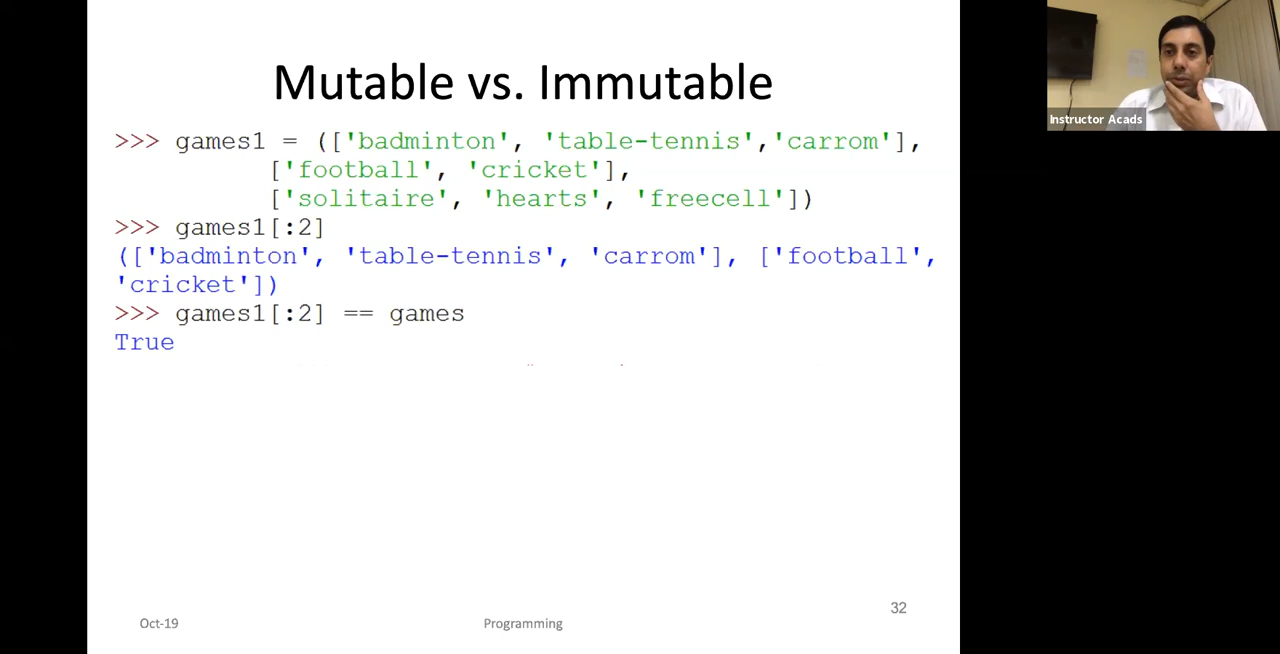 Mutable vs. Immutable
>>> games1 = (['badminton', 'table-tennis','carrom'],
['football', 'cricket'],
['solitaire', 'hearts', 'freecell'])
>>> games1[:2]
(['badminton', 'table-tennis', 'carrom'], ['football',
'cricket'])
>>> games1[:2] == games
True
Oct-19
Programming
32
Instructor Acads